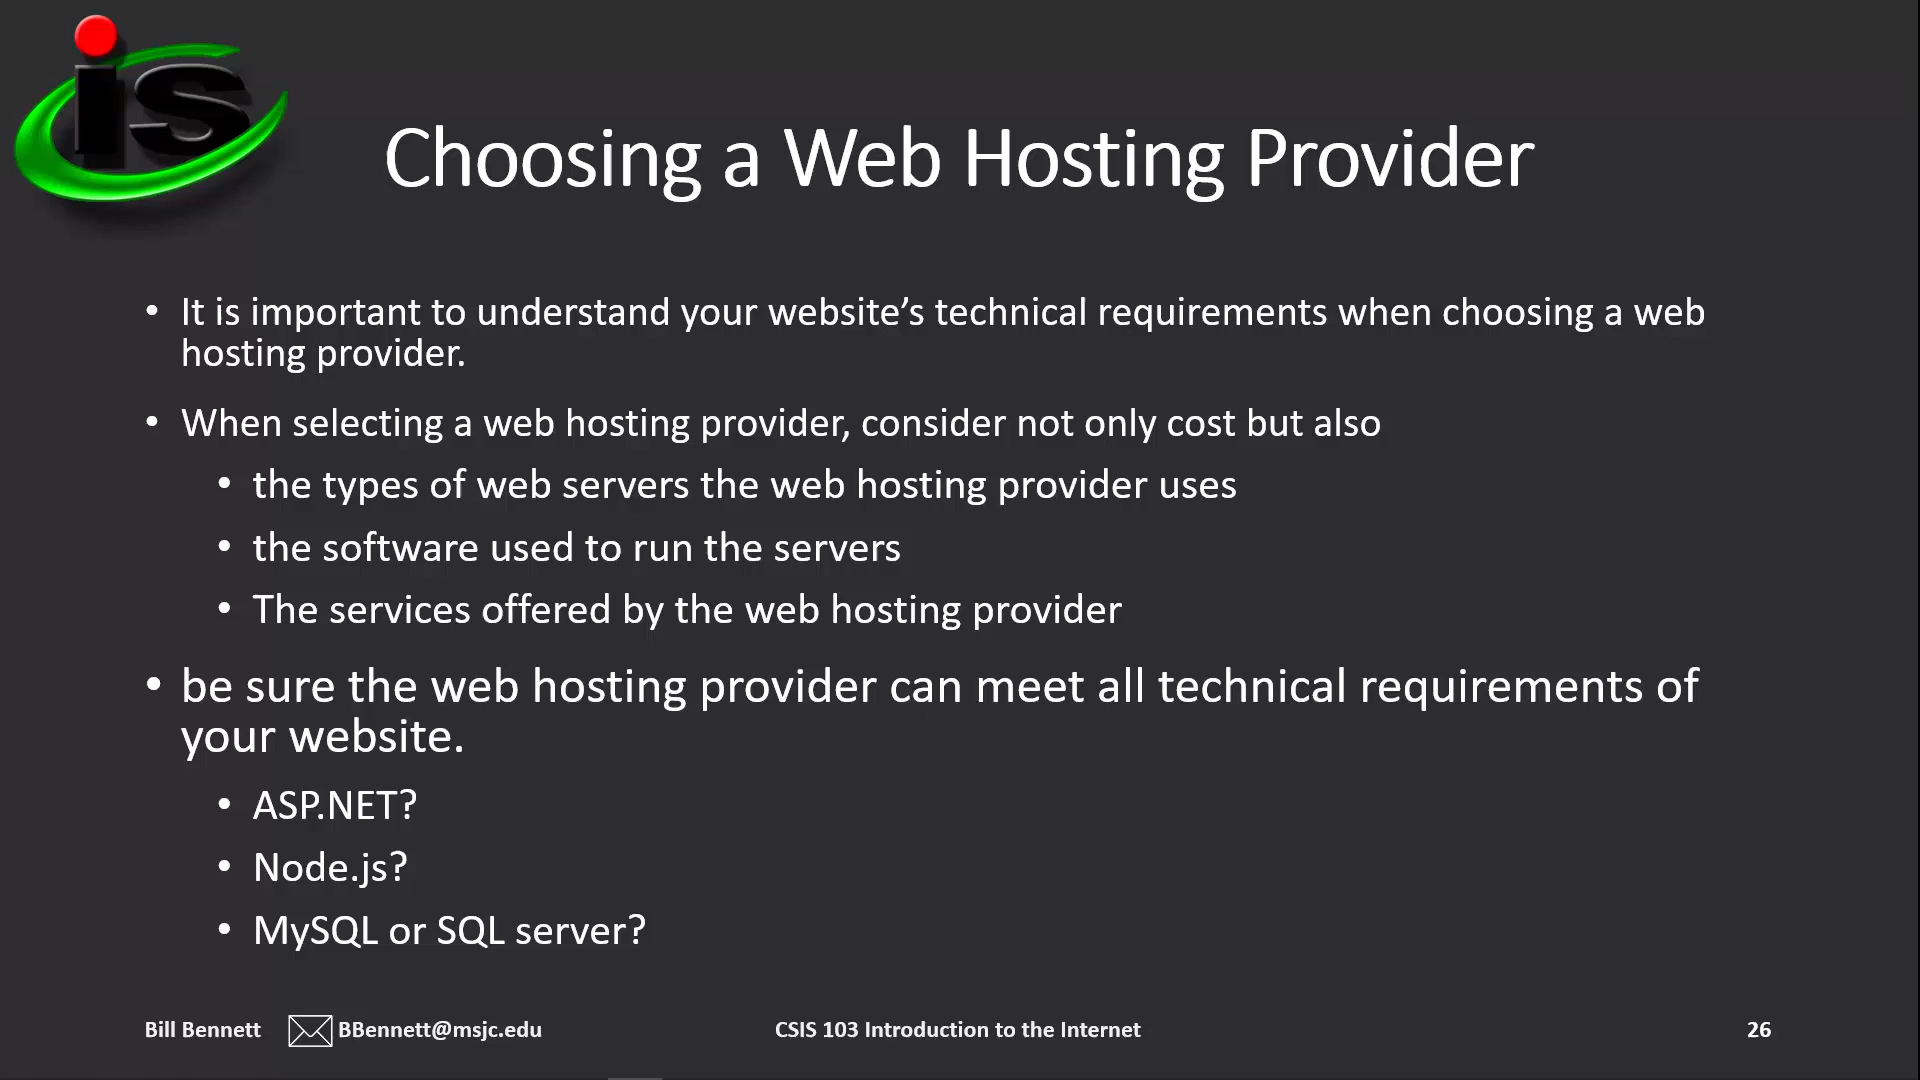 is
Choosing a Web Hosting Provider
• It is important to understand your website’s technical requirements when choosing a web
hosting provider.
• When selecting a web hosting provider, consider not only cost but also
• the types of web servers the web hosting provider uses
• the software used to run the servers
• The services offered by the web hosting provider
• be sure the web hosting provider can meet all technical requirements of
your website.
• ASP.NET?
• Node.js?
• MySQL or SQL server?
Bill Bennett BBennett@msjc.edu CSIS 103 Introduction to the Internet 26